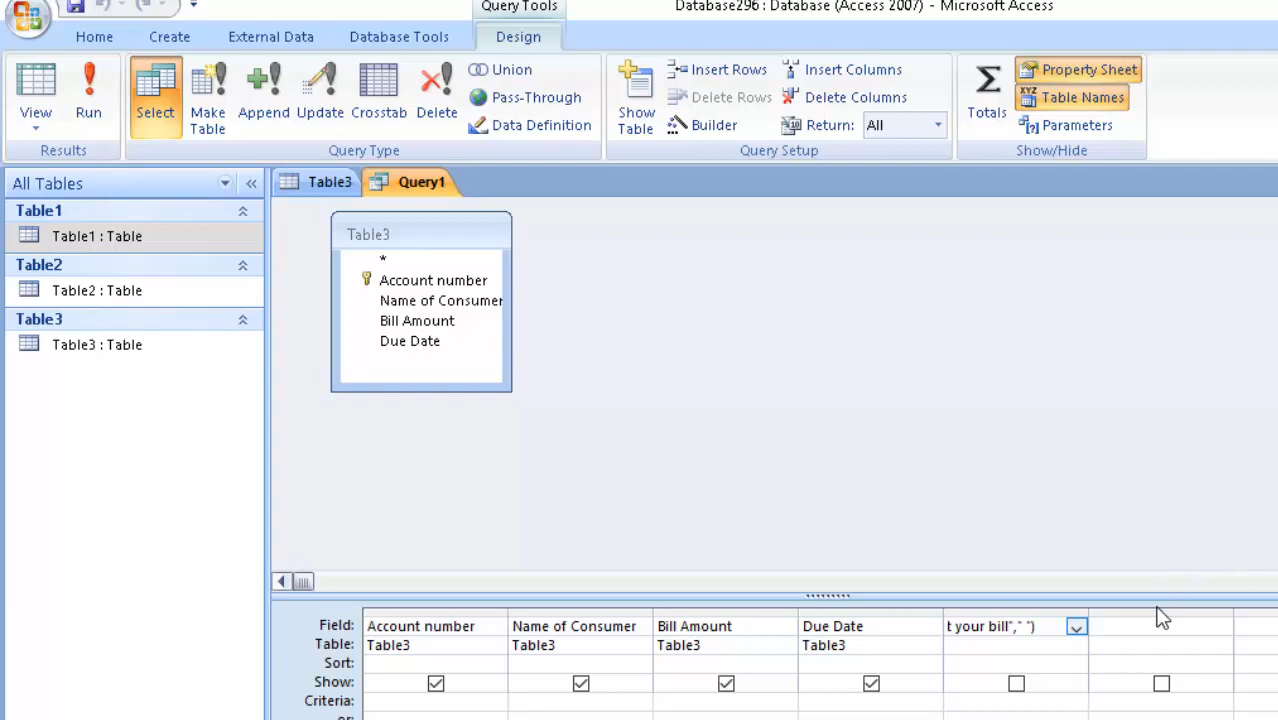 Query Tools
Database296 : Database (Access 2007) - Microsoft Access
Home Create External Data Database Tools Design
View
Run
Select
Make Table
Append
Update
Crosstab
Delete
Union
Pass-Through
Data Definition
Show Table
Insert Rows
Delete Rows
Builder
Insert Columns
Delete Columns
Return: All
Σ
Totals
Property Sheet
XYZ
Table Names
[?]
Parameters
Results
Query Type
Query Setup
Show/Hide
All Tables «
Table1
Table1 : Table
Table2
Table2 : Table
Table3
Table3 : Table
Table3 Query1
Table3
*
Account number
Name of Consumer
Bill Amount
Due Date
Field: Account number Name of Consumer Bill Amount Due Date t your bill"," ")
Table: Table3 Table3 Table3 Table3
Sort:
Show:
Criteria:
or: